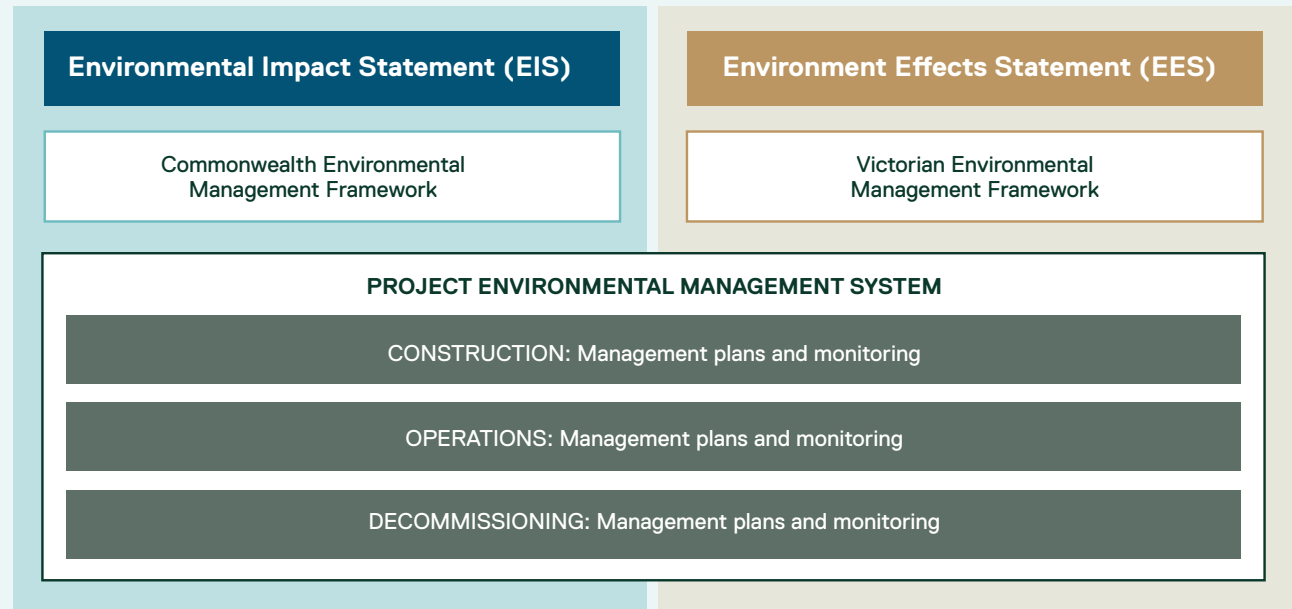 Environmental Impact Statement (EIS)
Environment Effects Statement (EES)
Commonwealth Environmental
Management Framework
Victorian Environmental
Management Framework
PROJECT ENVIRONMENTAL MANAGEMENT SYSTEM
CONSTRUCTION: Management plans and monitoring
OPERATIONS: Management plans and monitoring
DECOMMISSIONING: Management plans and monitoring